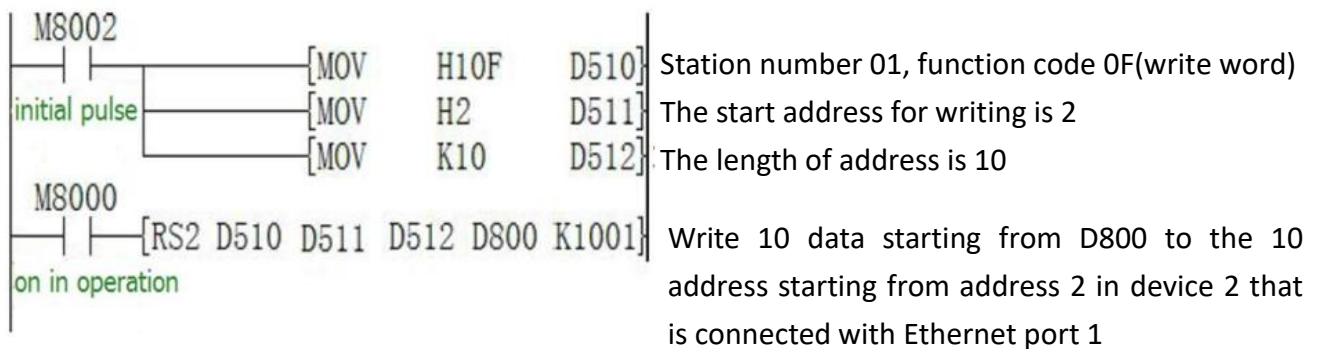 M8002
[MOV H10F D510] Station number 01, function code 0F(write word)
initial pulse
[MOV H2 D511] The start address for writing is 2
[MOV K10 D512] The length of address is 10
M8000
[RS2 D510 D511 D512 D800 K1001]
on in operation
Write 10 data starting from D800 to the 10
address starting from address 2 in device 2 that
is connected with Ethernet port 1